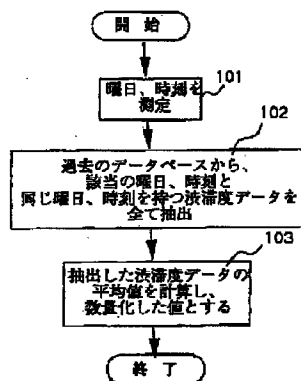 開 始
曜日、時刻を
測定
101
過去のデータベースから、
該当の曜日、時刻と
同じ曜日、時刻を持つ渋滞度データを
全て抽出
102
抽出した渋滞度データの
平均値を計算し、
数量化した値とする
103
終 了